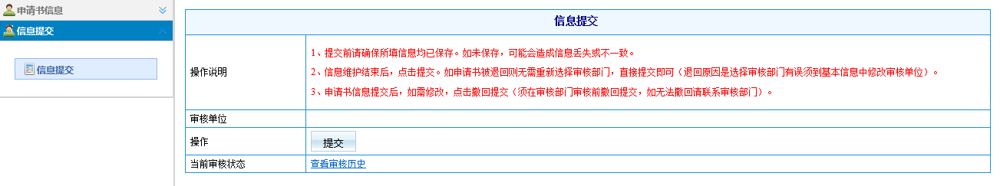 申请书信息
信息提交
信息提交
信息提交
操作说明
1、提交前请确保所填信息均已保存。如未保存，可能会造成信息丢失或不一致。
2、信息维护结束后，点击提交。如申请书被退回则无需重新选择审核部门，直接提交即可（退回原因是选择审核部门有误须到基本信息中修改审核单位）。
3、申请书信息提交后，如需修改，点击撤回提交（须在审核部门审核前撤回提交，如无法撤回请联系审核部门）。
审核单位
操作
提交
当前审核状态
查看审核历史